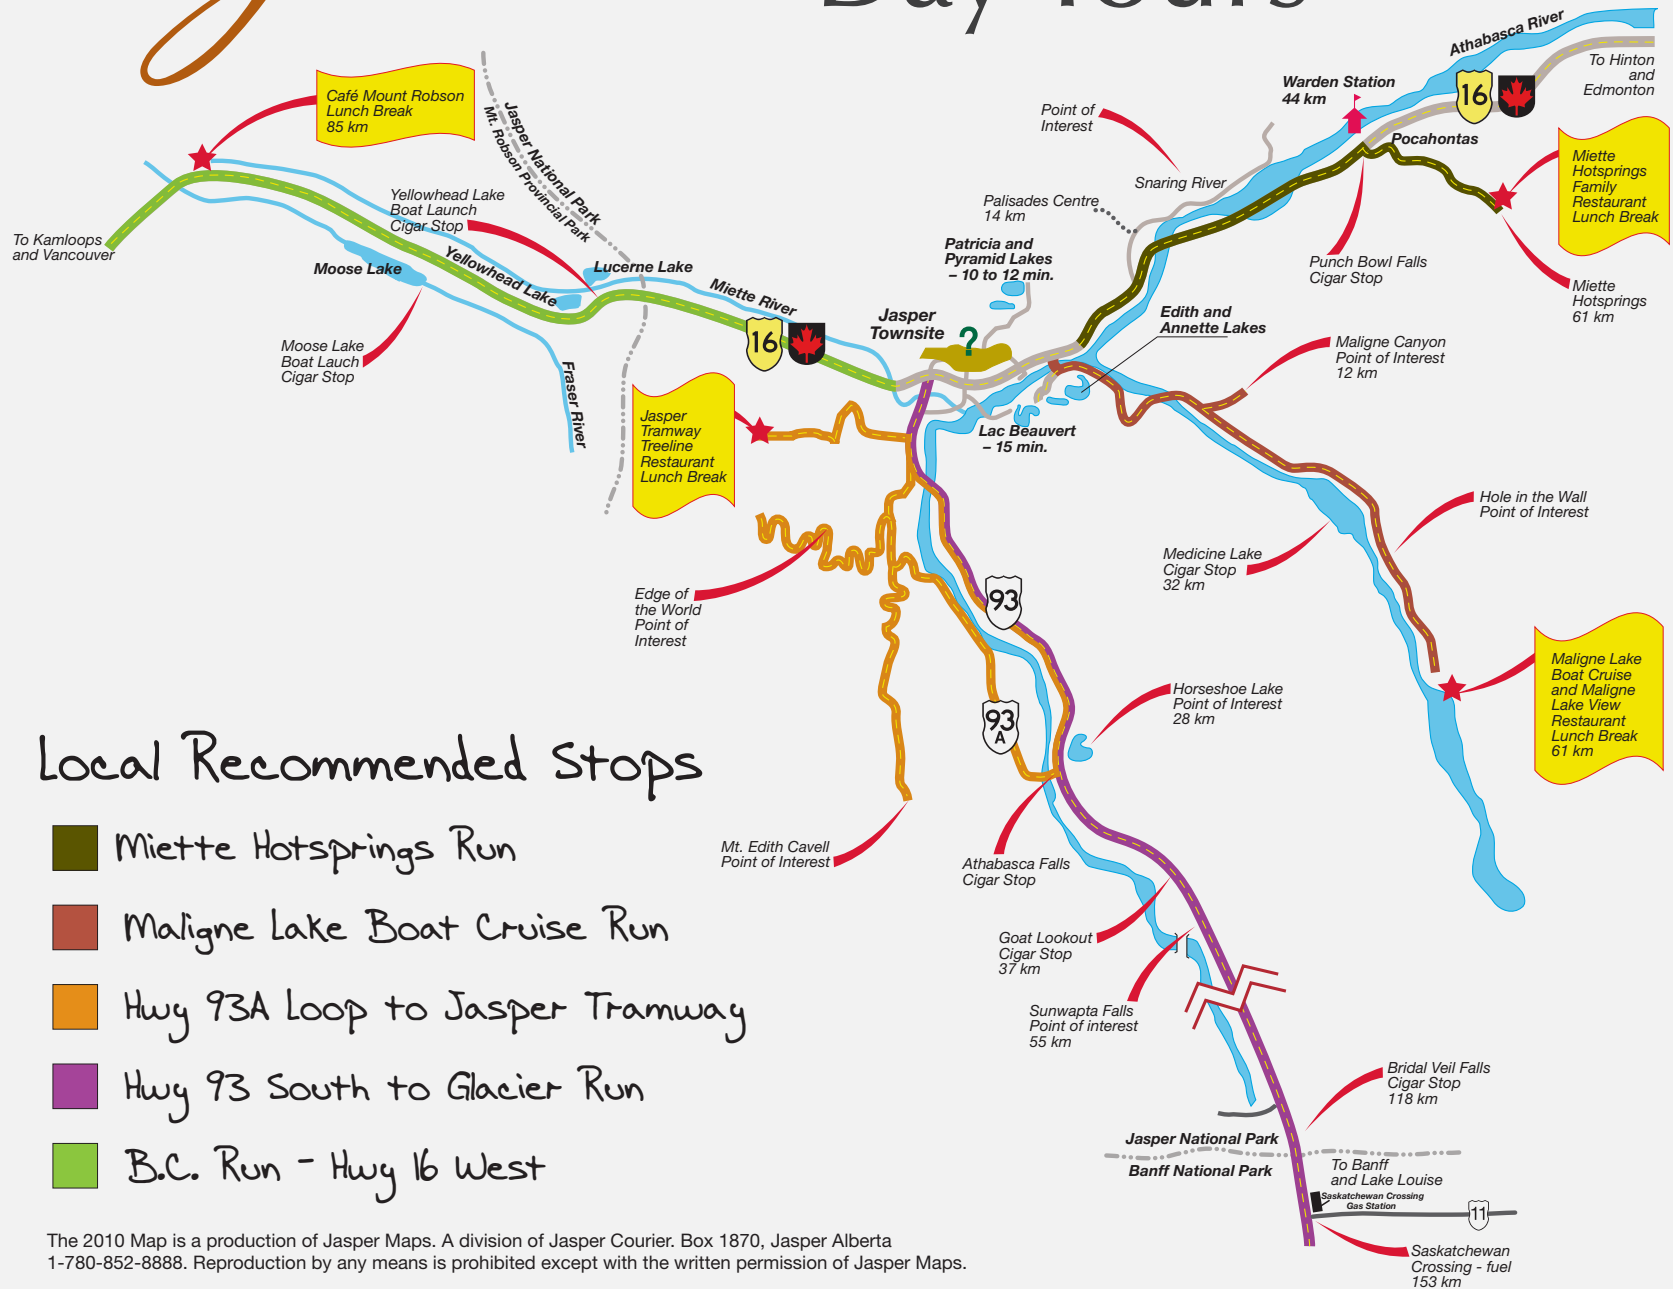 Day Tours
Athabasca River
To Hinton
and
Edmonton
16
Warden Station
44 km
Pocahontas
Café Mount Robson
Lunch Break
85 km
Jasper National Park
Mt. Robson Provincial Park
Point of
Interest
Snaring River
Palisades Centre
14 km
Miette
Hotsprings
Family
Restaurant
Lunch Break
Yellowhead Lake
Boat Launch
Cigar Stop
To Kamloops
and Vancouver
Moose Lake
Yellowhead Lake
Lucerne Lake
Miette River
Patricia and
Pyramid Lakes
– 10 to 12 min.
Punch Bowl Falls
Cigar Stop
Miette
Hotsprings
61 km
Jasper
Townsite
?
Edith and
Annette Lakes
16
Moose Lake
Boat Lauch
Cigar Stop
Fraser River
Maligne Canyon
Point of Interest
12 km
Jasper
Tramway
Treeline
Restaurant
Lunch Break
Lac Beauvert
– 15 min.
Hole in the Wall
Point of Interest
Medicine Lake
Cigar Stop
32 km
Edge of
the World
Point of
Interest
93
Maligne Lake
Boat Cruise
and Maligne
Lake View
Restaurant
Lunch Break
61 km
Horseshoe Lake
Point of Interest
28 km
93
A
Mt. Edith Cavell
Point of Interest
Athabasca Falls
Cigar Stop
Goat Lookout
Cigar Stop
37 km
Sunwapta Falls
Point of interest
55 km
Bridal Veil Falls
Cigar Stop
118 km
Jasper National Park
Banff National Park
To Banff
and Lake Louise
Saskatchewan Crossing
Gas Station
11
Saskatchewan
Crossing - fuel
153 km
Local Recommended Stops
Miette Hotsprings Run
Maligne Lake Boat Cruise Run
Hwy 93A Loop to Jasper Tramway
Hwy 93 South to Glacier Run
B.C. Run - Hwy 16 West
The 2010 Map is a production of Jasper Maps. A division of Jasper Courier. Box 1870, Jasper Alberta
1-780-852-8888. Reproduction by any means is prohibited except with the written permission of Jasper Maps.